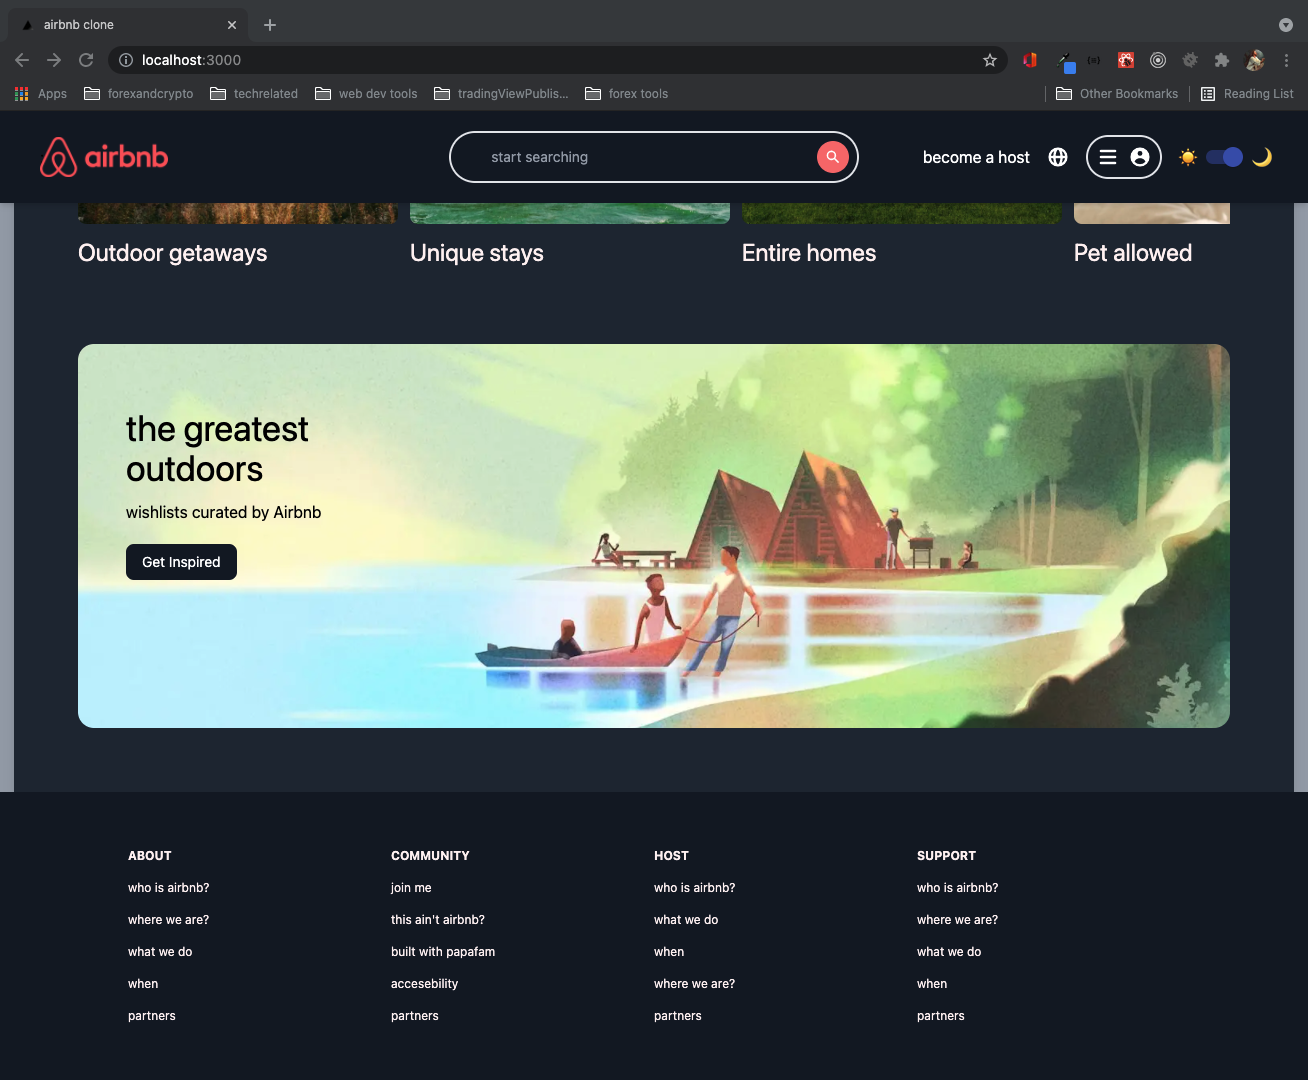 airbnb clone
localhost:3000
Apps
forexandcrypto
techrelated
web dev tools
tradingViewPublis...
forex tools
Other Bookmarks
Reading List
airbnb
start searching
become a host
Outdoor getaways
Unique stays
Entire homes
Pet allowed
the greatest
outdoors
wishlists curated by Airbnb
Get Inspired
ABOUT
who is airbnb?
where we are?
what we do
when
partners
COMMUNITY
join me
this ain't airbnb?
built with papafam
accesebility
partners
HOST
who is airbnb?
what we do
when
where we are?
partners
SUPPORT
who is airbnb?
where we are?
what we do
when
partners